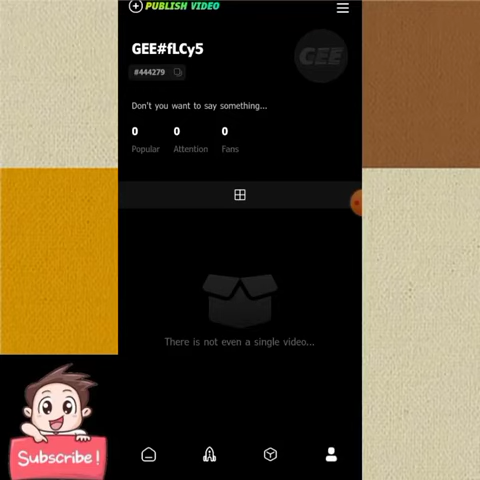 PUBLISH VIDEO
GEE#fLCy5
GEE
#444279
Don't you want to say something...
0 0 0
Popular Attention Fans
There is not even a single video...
Subscribe!